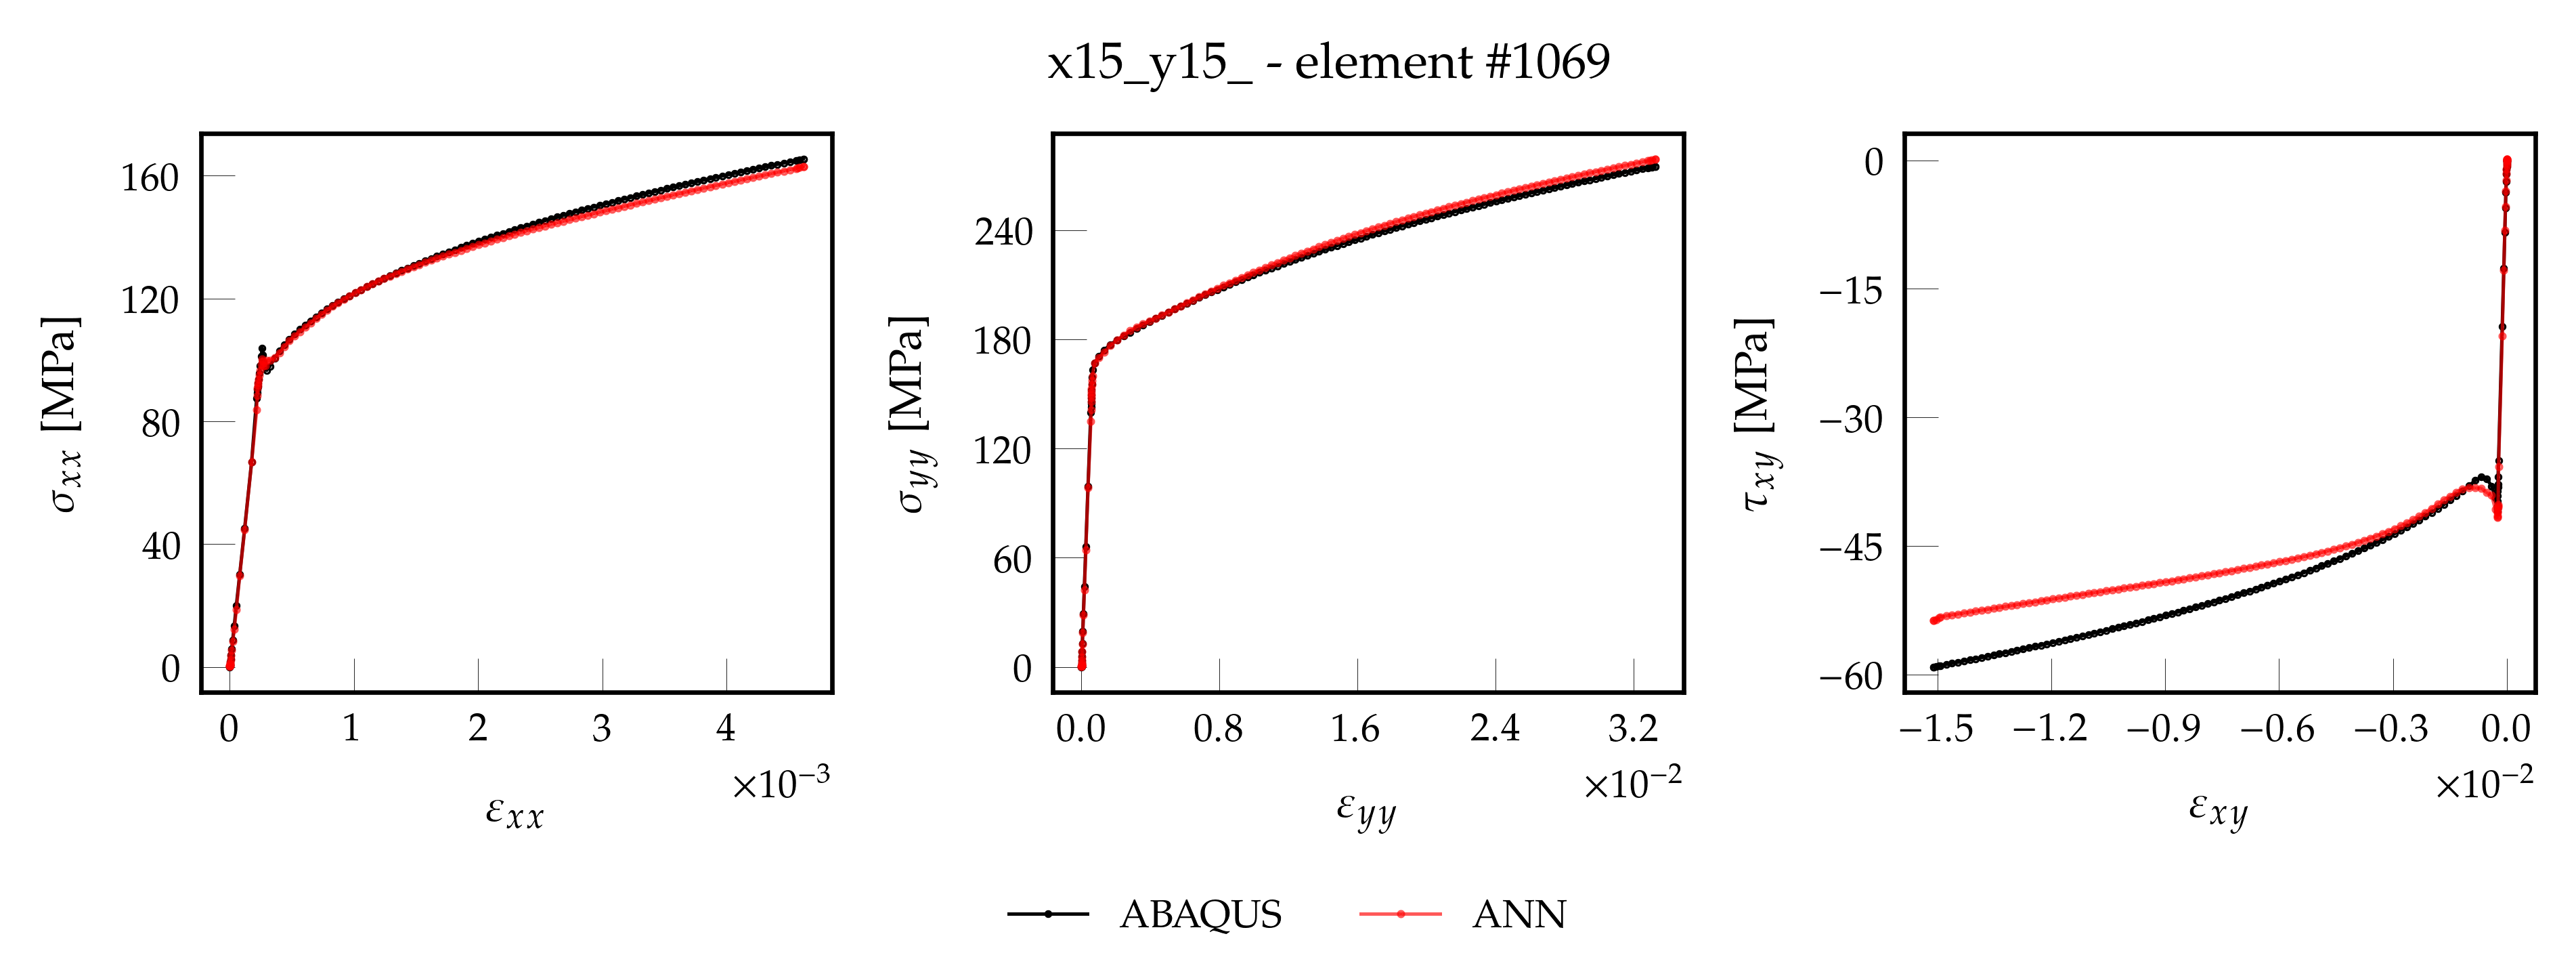 x15_y15_ - element #1069
σxx [MPa]
160
120
80
40
0
0 1 2 3 4
×10−3
εxx
σyy [MPa]
240
180
120
60
0
0.0 0.8 1.6 2.4 3.2
×10−2
εyy
τxy [MPa]
0
−15
−30
−45
−60
−1.5 −1.2 −0.9 −0.6 −0.3 0.0
×10−2
εxy
ABAQUS ANN